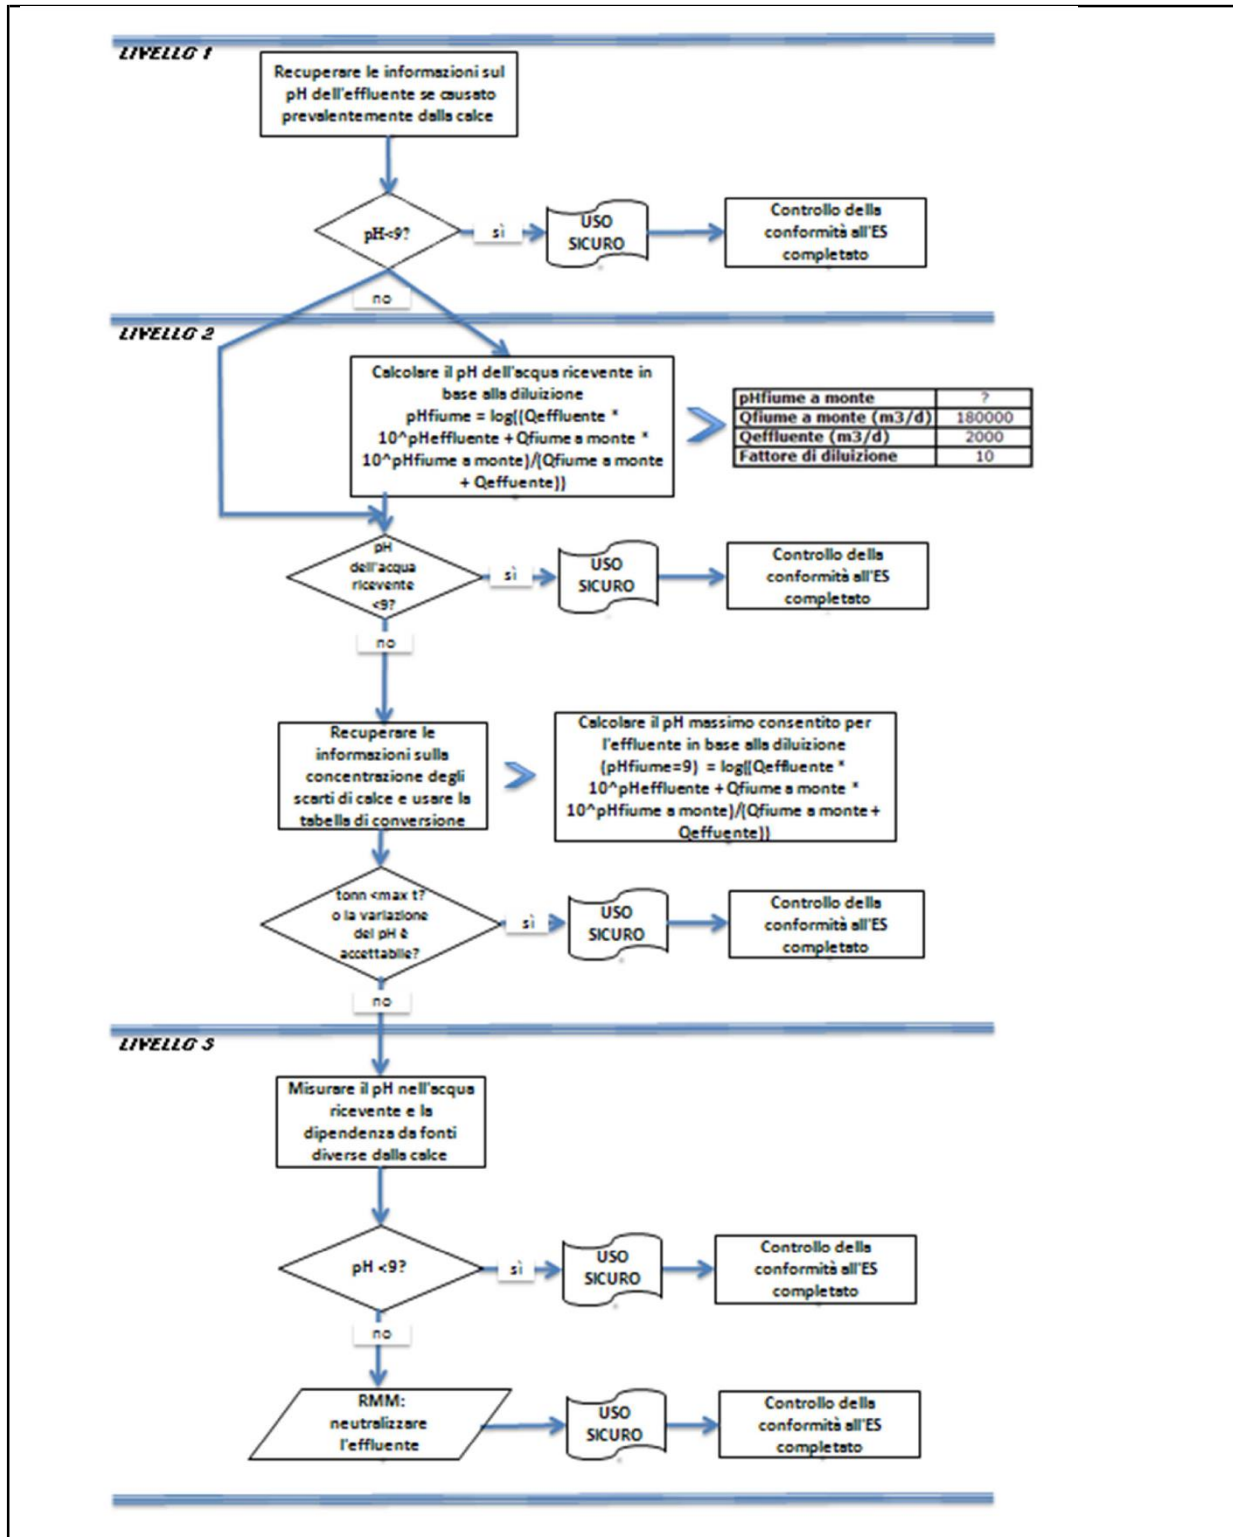 LIVELLO 1
Recuperare le informazioni sul
pH dell'effluente se causato
prevalentemente dalla calce
pH<9?
sì
USO
SICURO
Controllo della
conformità all'ES
completato
no
LIVELLO 2
Calcolare il pH dell'acqua ricevente in
base alla diluizione
pHfiume = log((Qeffluente *
10^pHeffluente + Qfiume a monte *
10^pHfiume a monte)/(Qfiume a monte
+ Qeffuente))
pHfiume a monte ?
Qfiume a monte (m3/d) 180000
Qeffluente (m3/d) 2000
Fattore di diluizione 10
pH
dell'acqua
ricevente
<9?
sì
USO
SICURO
Controllo della
conformità all'ES
completato
no
Recuperare le
informazioni sulla
concentrazione degli
scarti di calce e usare la
tabella di conversione
Calcolare il pH massimo consentito per
l'effluente in base alla diluizione
(pHfiume=9) = log((Qeffluente *
10^pHeffluente + Qfiume a monte *
10^pHfiume a monte)/(Qfiume a monte +
Qeffuente))
tonn <max t?
o la variazione
del pH è
accettabile?
sì
USO
SICURO
Controllo della
conformità all'ES
completato
no
LIVELLO 3
Misurare il pH nell'acqua
ricevente e la
dipendenza da fonti
diverse dalla calce
pH <9?
sì
USO
SICURO
Controllo della
conformità all'ES
completato
no
RMM:
neutralizzare
l'effluente
USO
SICURO
Controllo della
conformità all'ES
completato